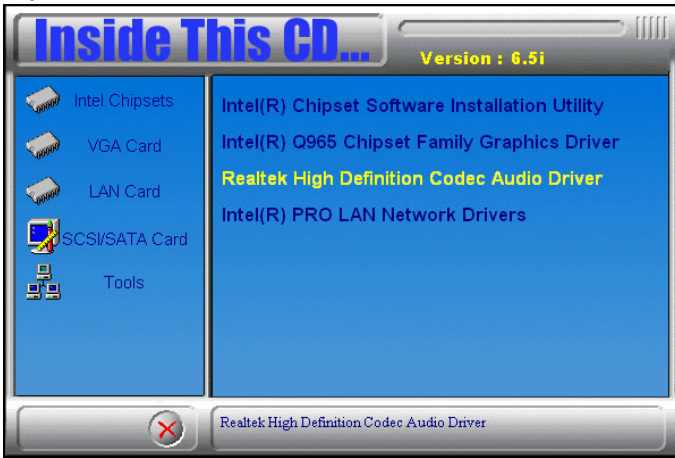 Inside This CD...
Version : 6.5i
Intel Chipsets
VGA Card
LAN Card
SCSI/SATA Card
Tools
Intel(R) Chipset Software Installation Utility
Intel(R) Q965 Chipset Family Graphics Driver
Realtek High Definition Codec Audio Driver
Intel(R) PRO LAN Network Drivers
Realtek High Definition Codec Audio Driver